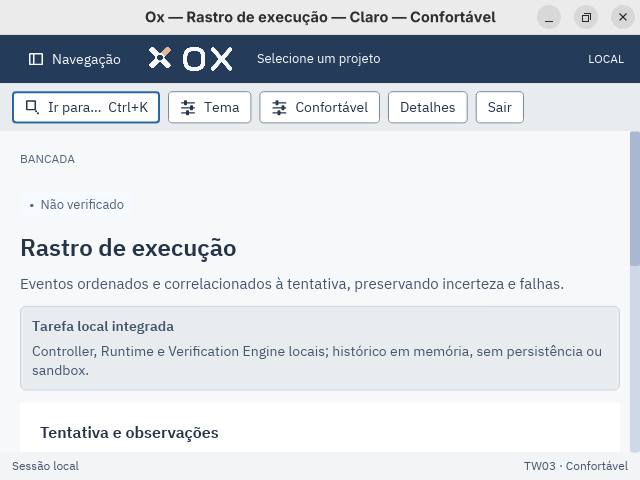 Ox — Rastro de execução — Claro — Confortável
Navegação
OX
Selecione um projeto
LOCAL
Ir para... Ctrl+K
Tema
Confortável
Detalhes
Sair
BANCADA
• Não verificado
Rastro de execução
Eventos ordenados e correlacionados à tentativa, preservando incerteza e falhas.
Tarefa local integrada
Controller, Runtime e Verification Engine locais; histórico em memória, sem persistência ou
sandbox.
Tentativa e observações
Sessão local
TW03 · Confortável